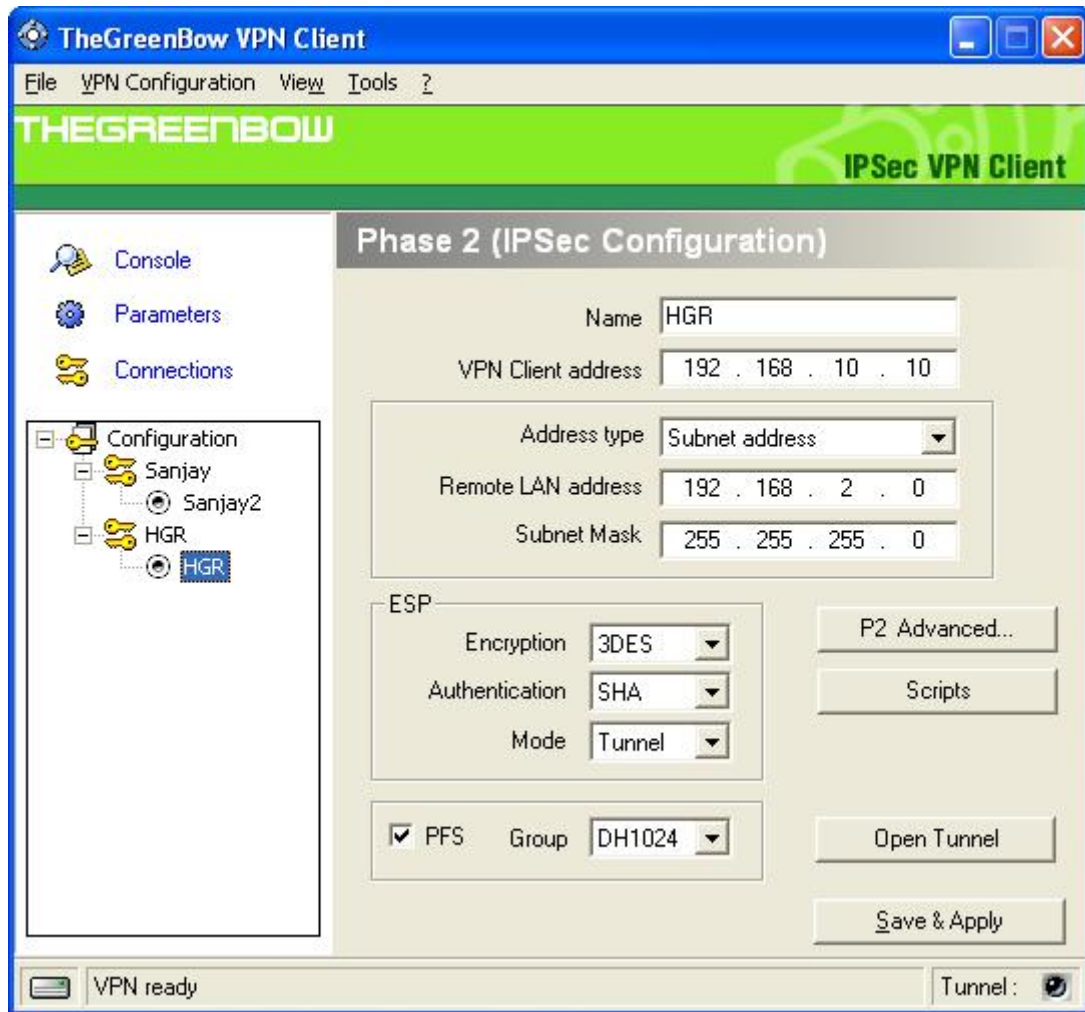 TheGreenBow VPN Client
File VPN Configuration View Tools ?
THEGREENBOW
IPSec VPN Client
Console
Parameters
Connections
Configuration
Sanjay
Sanjay2
HGR
HGR
Phase 2 (IPSec Configuration)
Name HGR
VPN Client address 192 . 168 . 10 . 10
Address type Subnet address
Remote LAN address 192 . 168 . 2 . 0
Subnet Mask 255 . 255 . 255 . 0
ESP
Encryption 3DES
Authentication SHA
Mode Tunnel
P2 Advanced...
Scripts
PFS Group DH1024
Open Tunnel
Save & Apply
VPN ready
Tunnel :